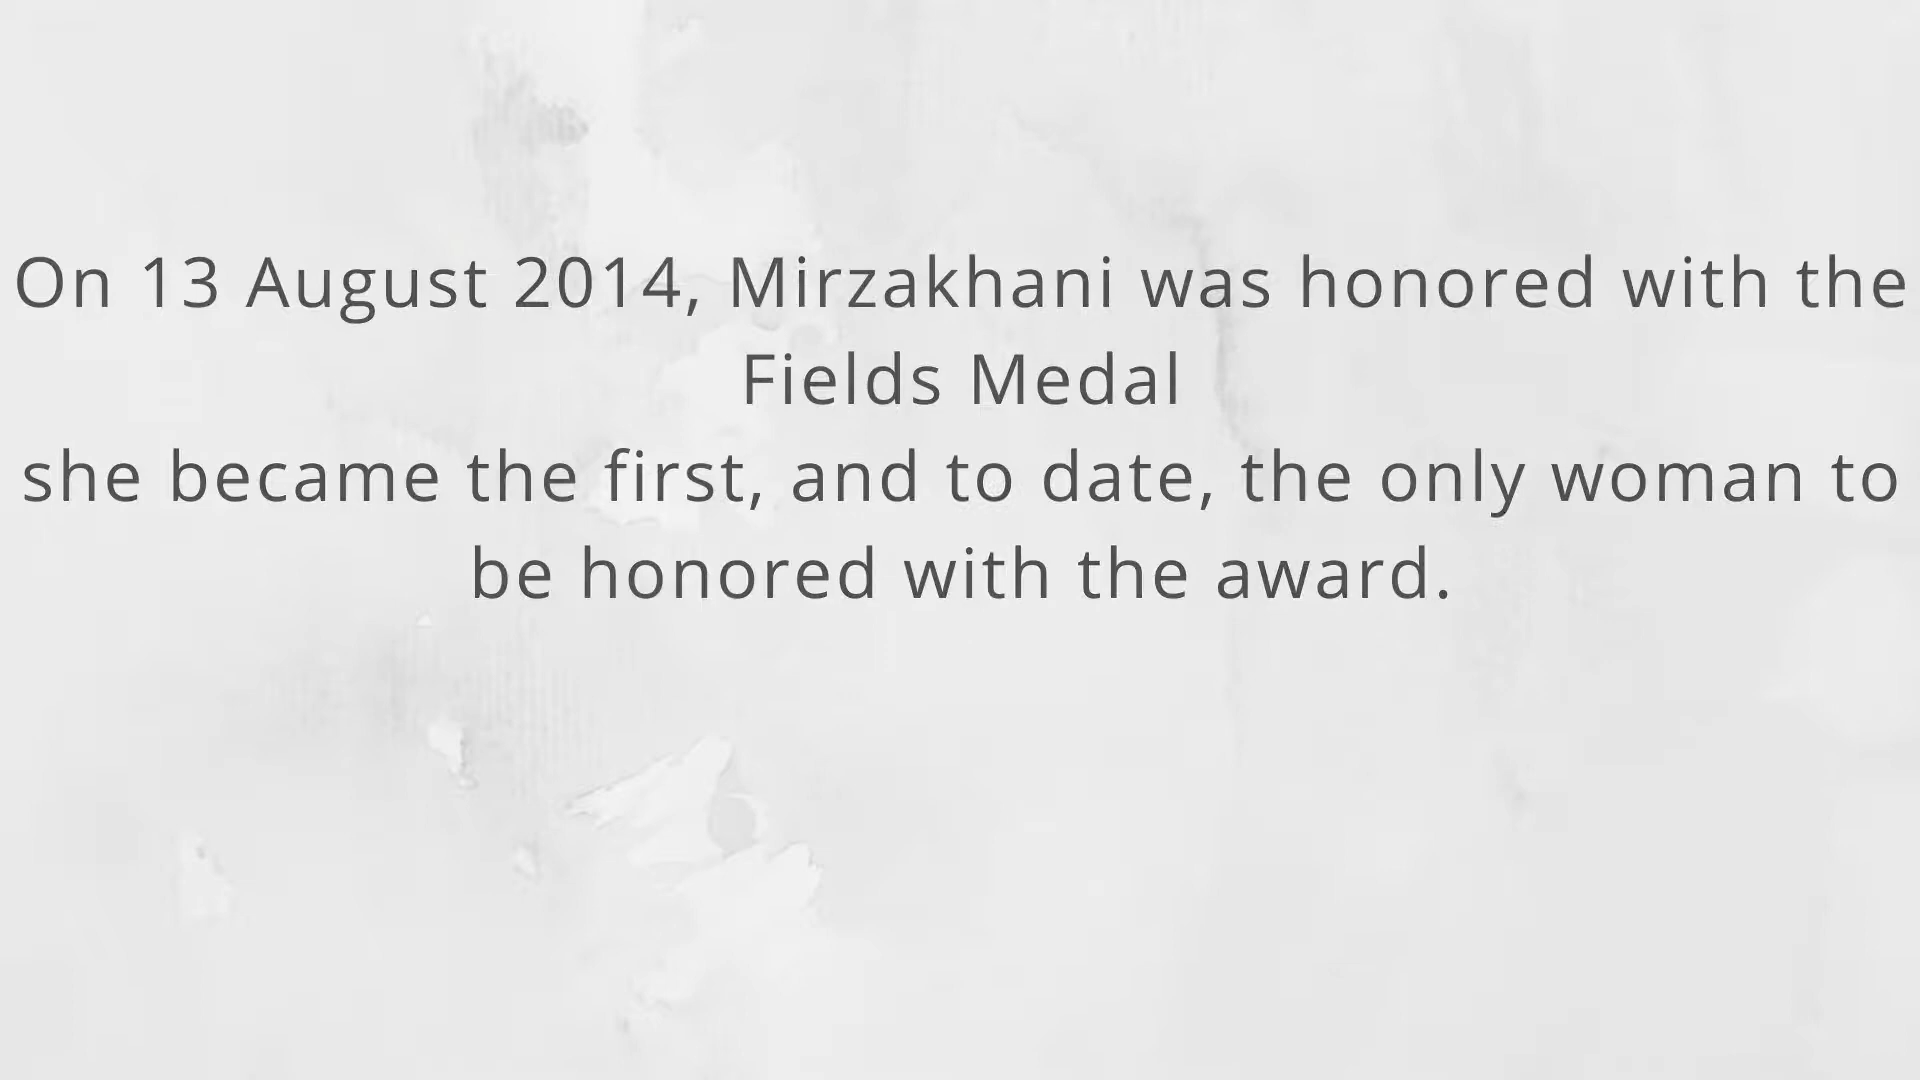 On 13 August 2014, Mirzakhani was honored with the
Fields Medal
she became the first, and to date, the only woman to
be honored with the award.